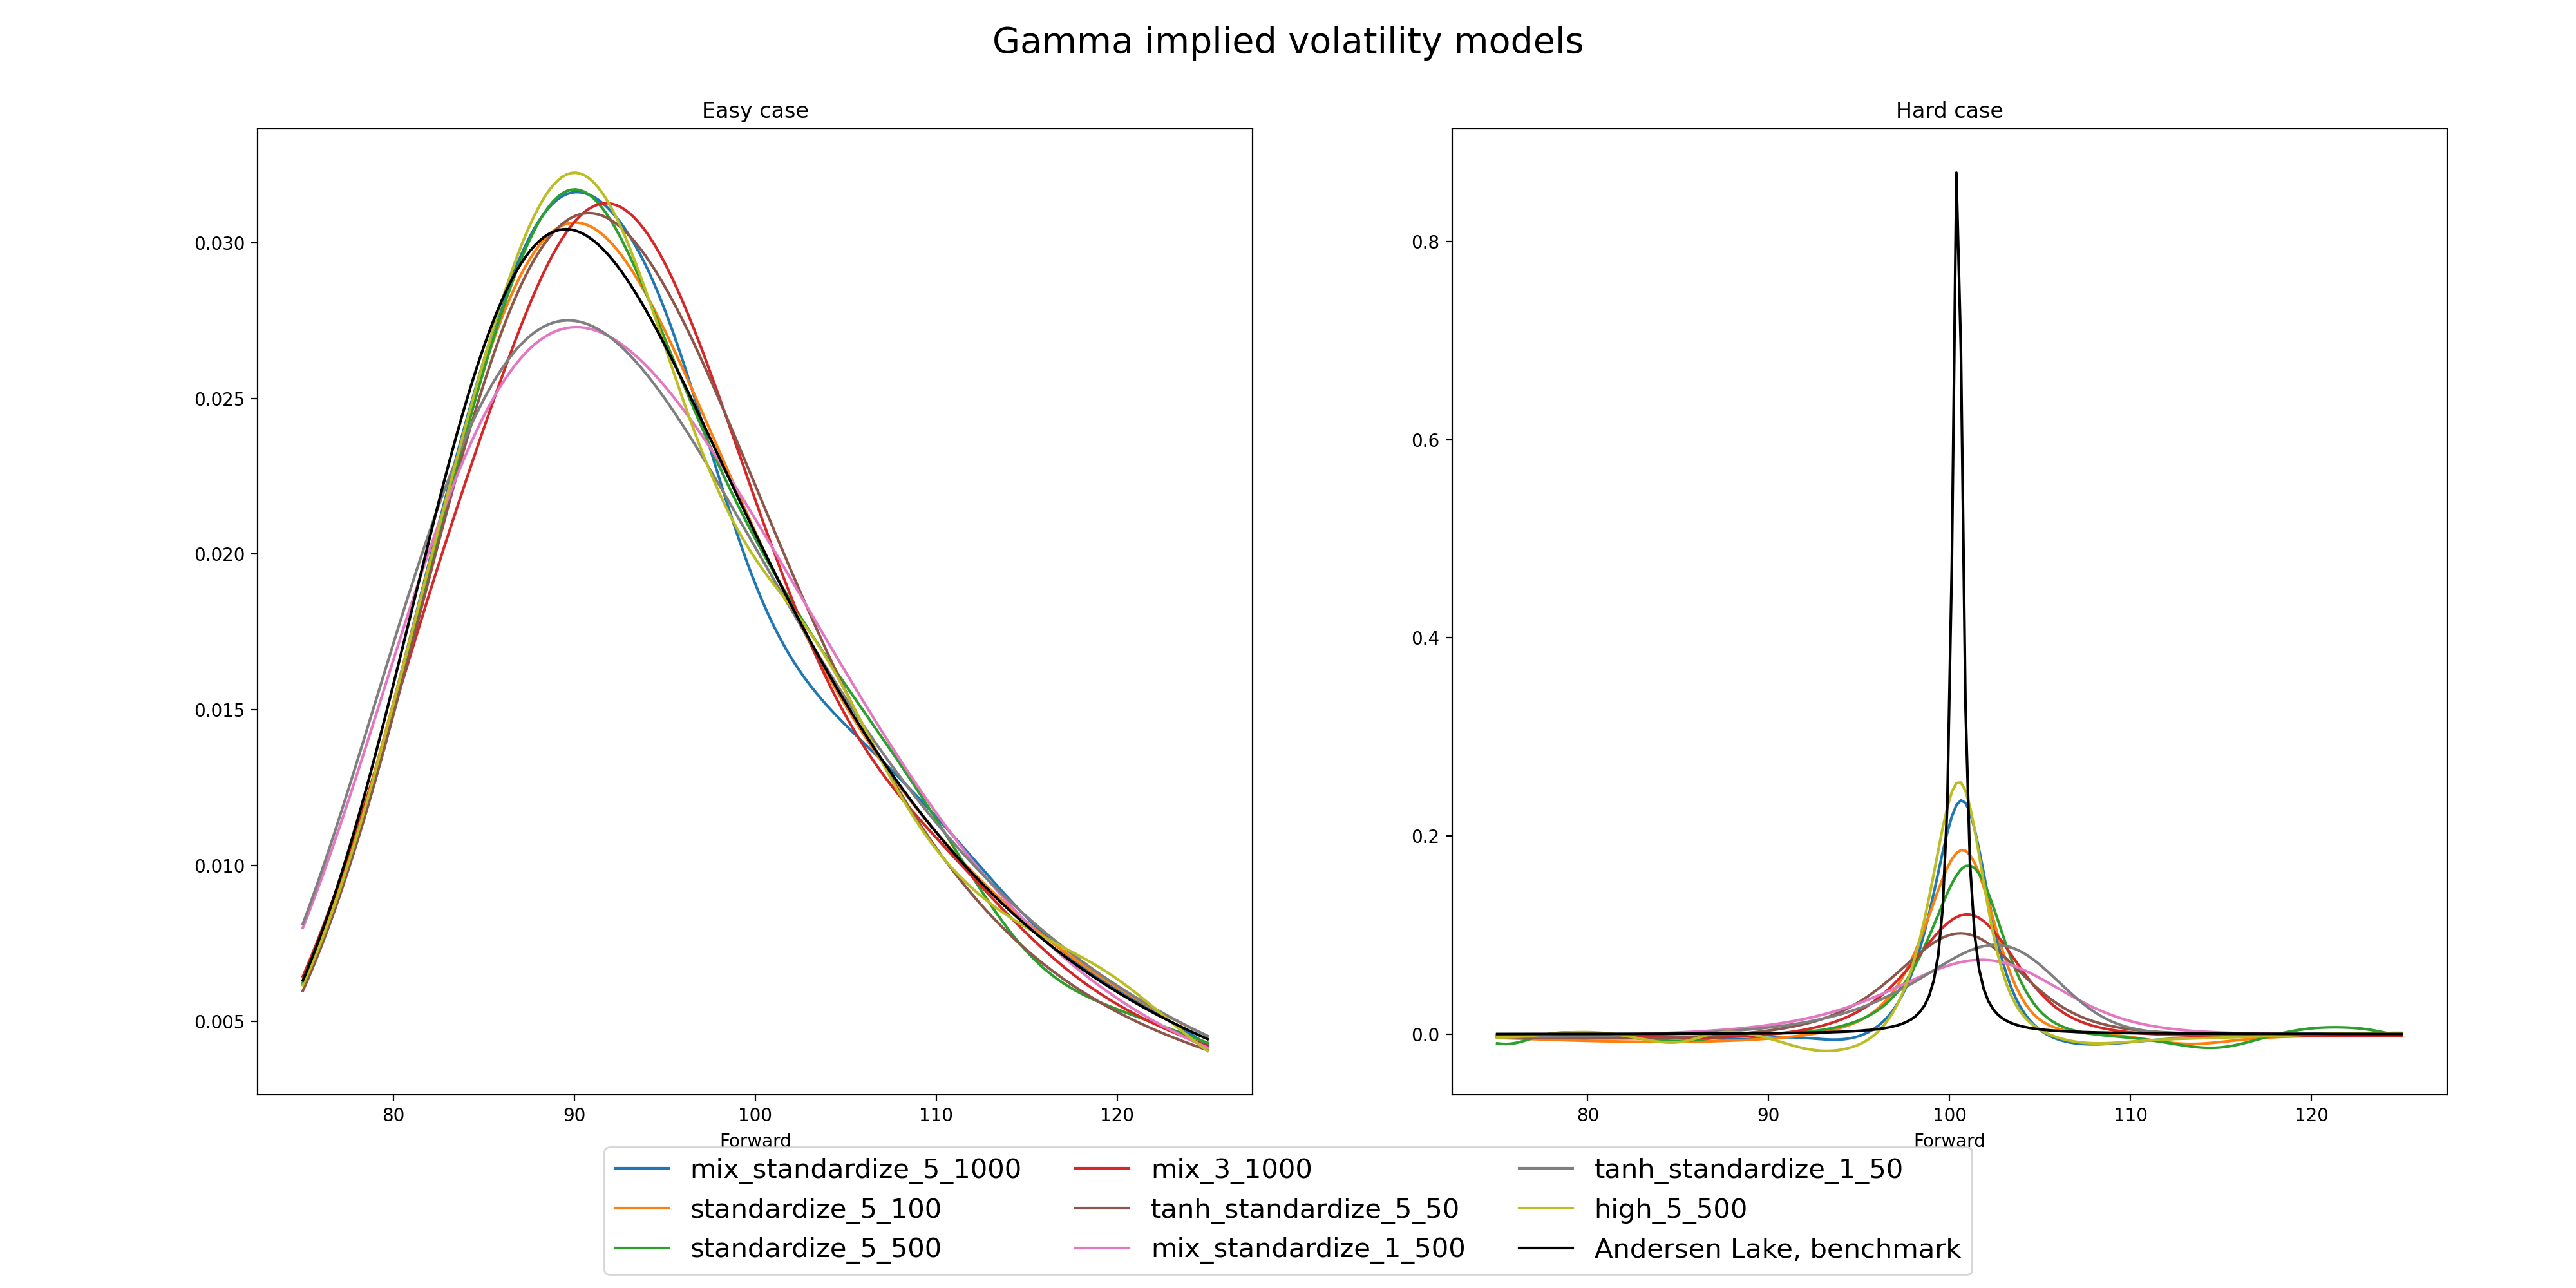 Gamma implied volatility models
Easy case
0.030
0.025
0.020
0.015
0.010
0.005
80 90 100 110 120
Forward
Hard case
0.8
0.6
0.4
0.2
0.0
80 90 100 110 120
Forward
mix_standardize_5_1000
standardize_5_100
standardize_5_500
mix_3_1000
tanh_standardize_5_50
mix_standardize_1_500
tanh_standardize_1_50
high_5_500
Andersen Lake, benchmark